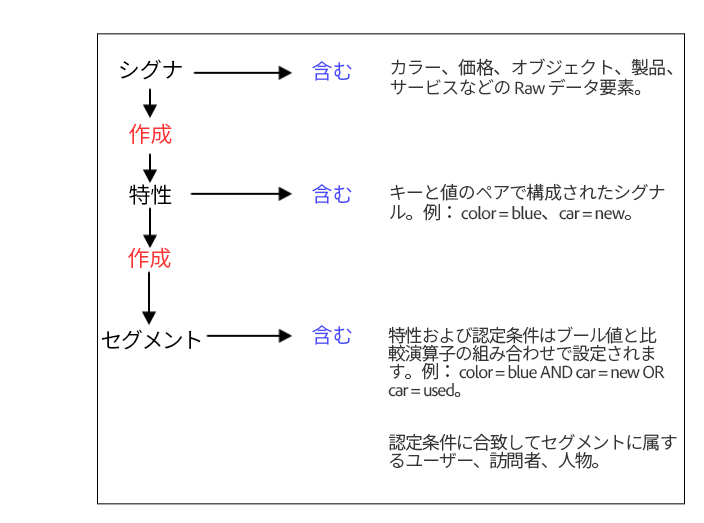 シグナ
含む
カラー、価格、オブジェクト、製品、
サービスなどの Raw データ要素。
作成
特性
含む
キーと値のペアで構成されたシグナ
ル。例： color = blue、car = new。
作成
セグメント
含む
特性および認定条件はブール値と比
較演算子の組み合わせで設定されま
す。例： color = blue AND car = new OR
car = used。
認定条件に合致してセグメントに属す
るユーザー、訪問者、人物。